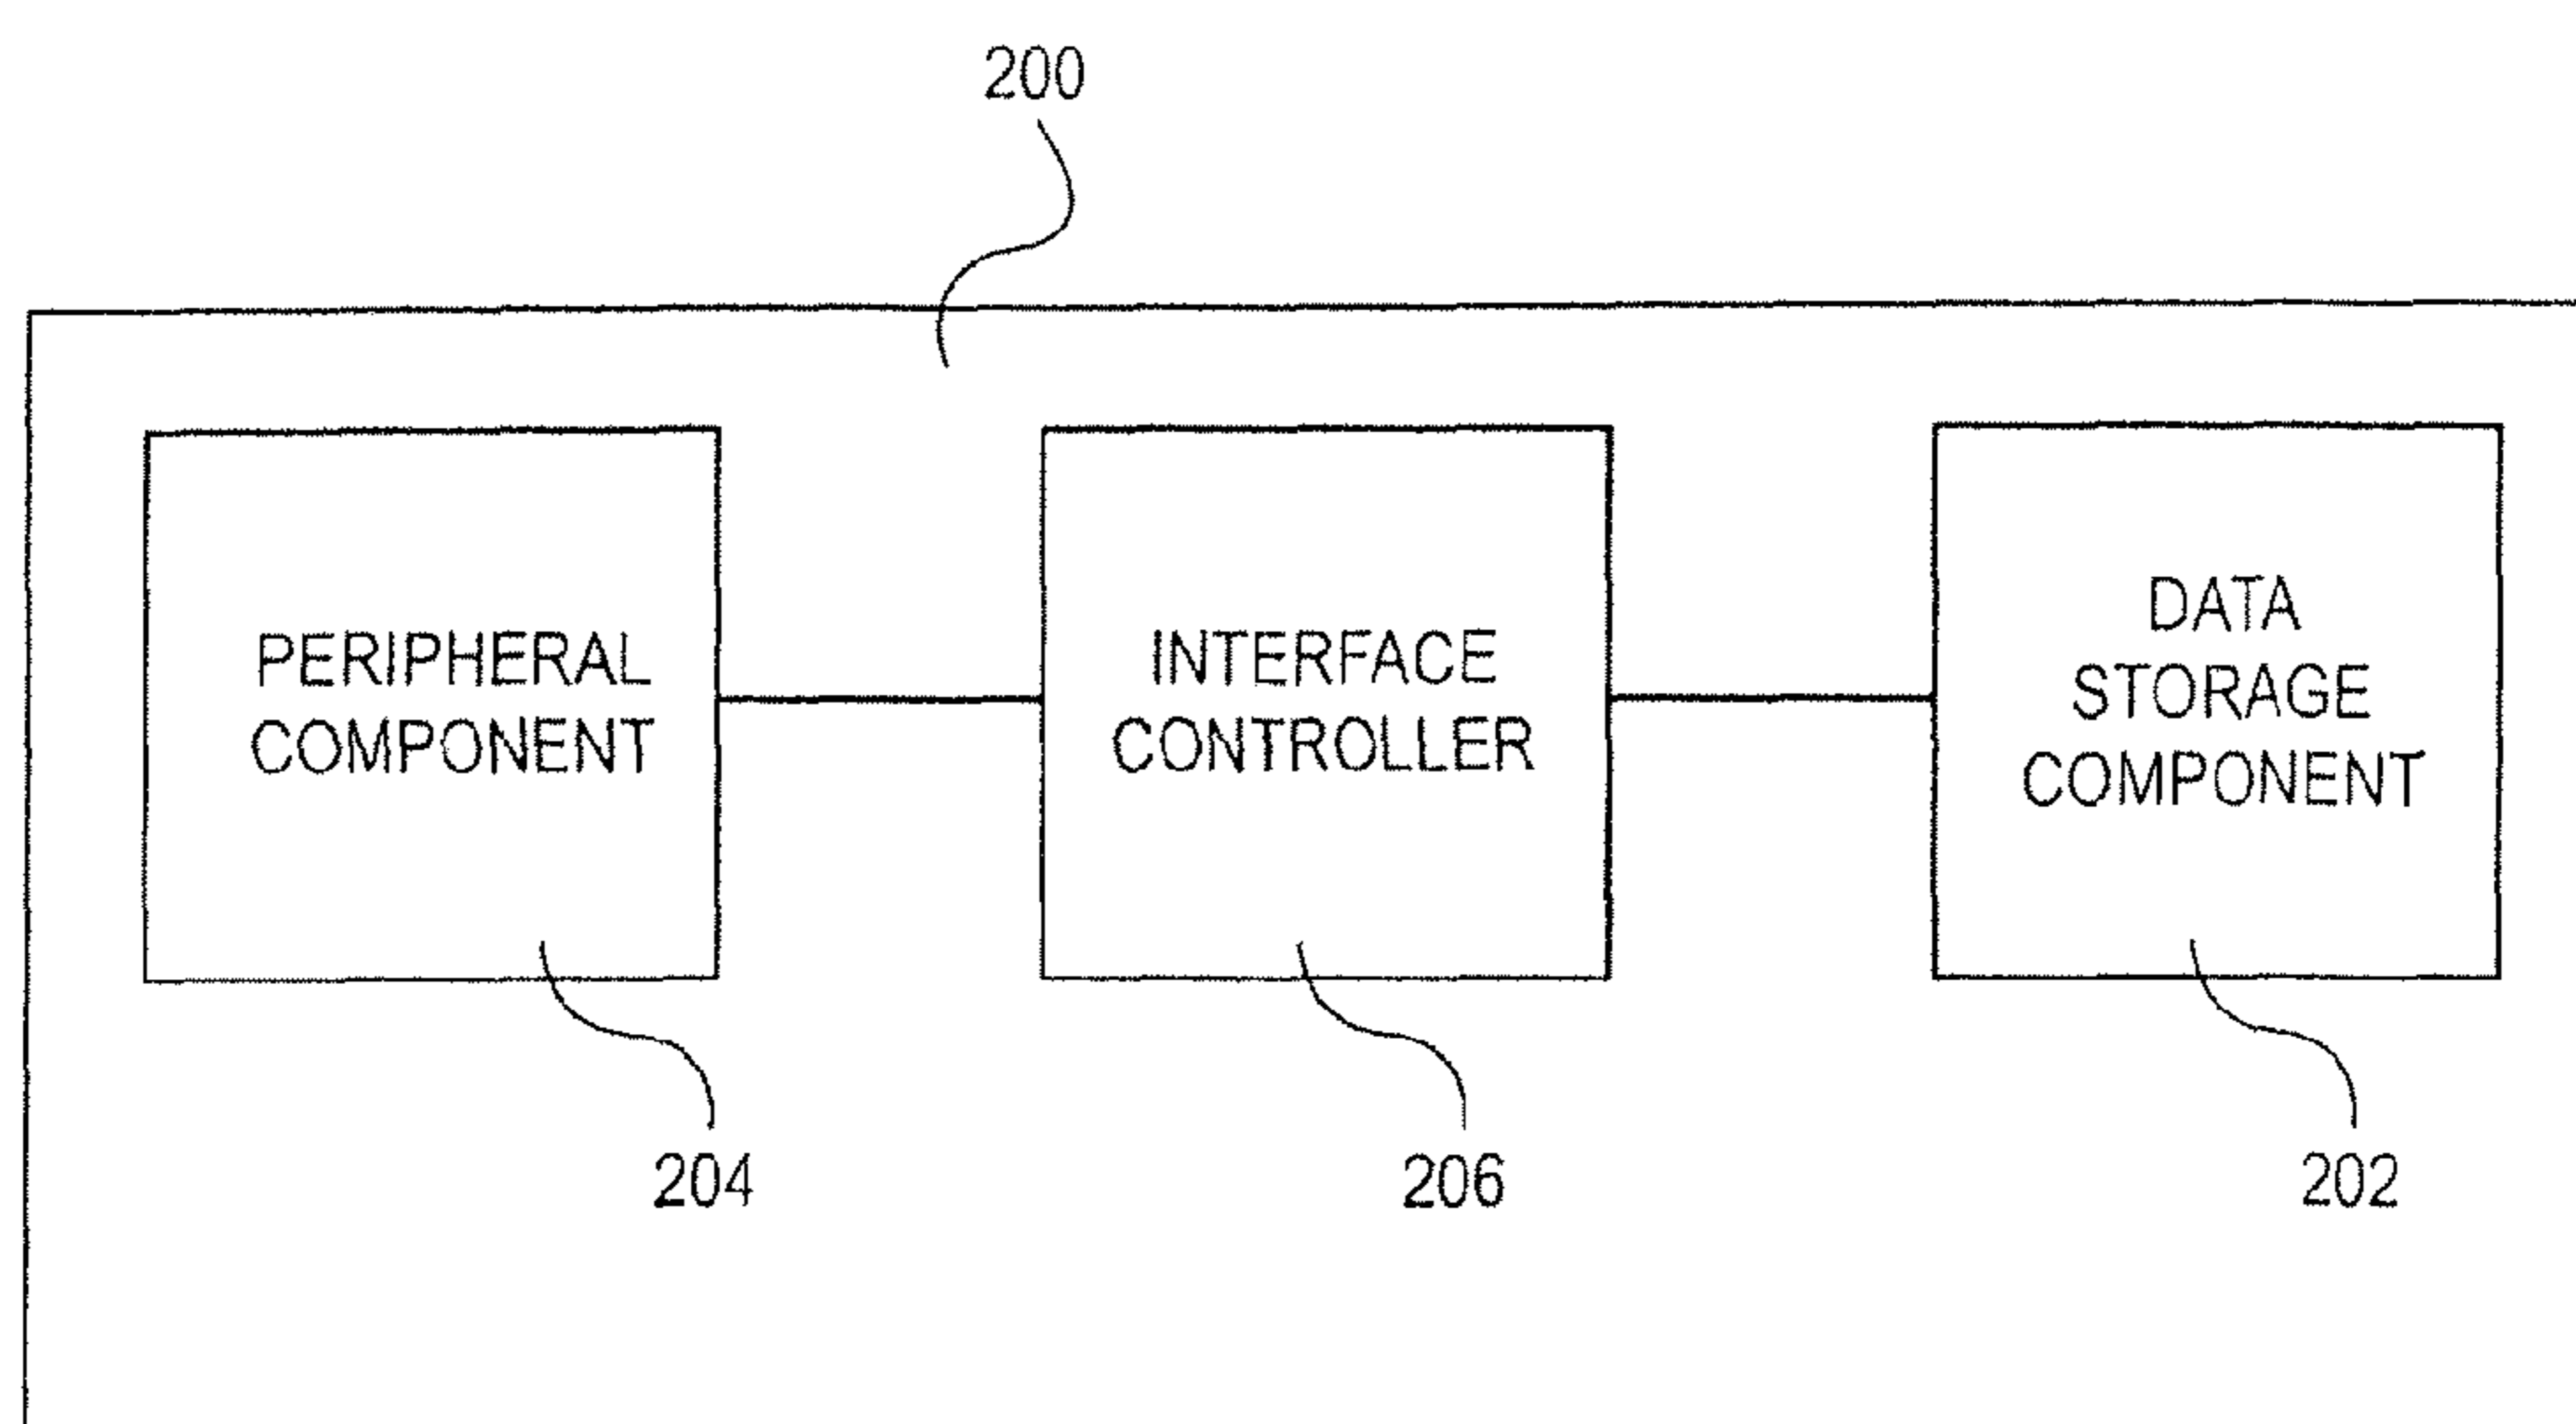 200
PERIPHERAL
COMPONENT
INTERFACE
CONTROLLER
DATA
STORAGE
COMPONENT
204
206
202